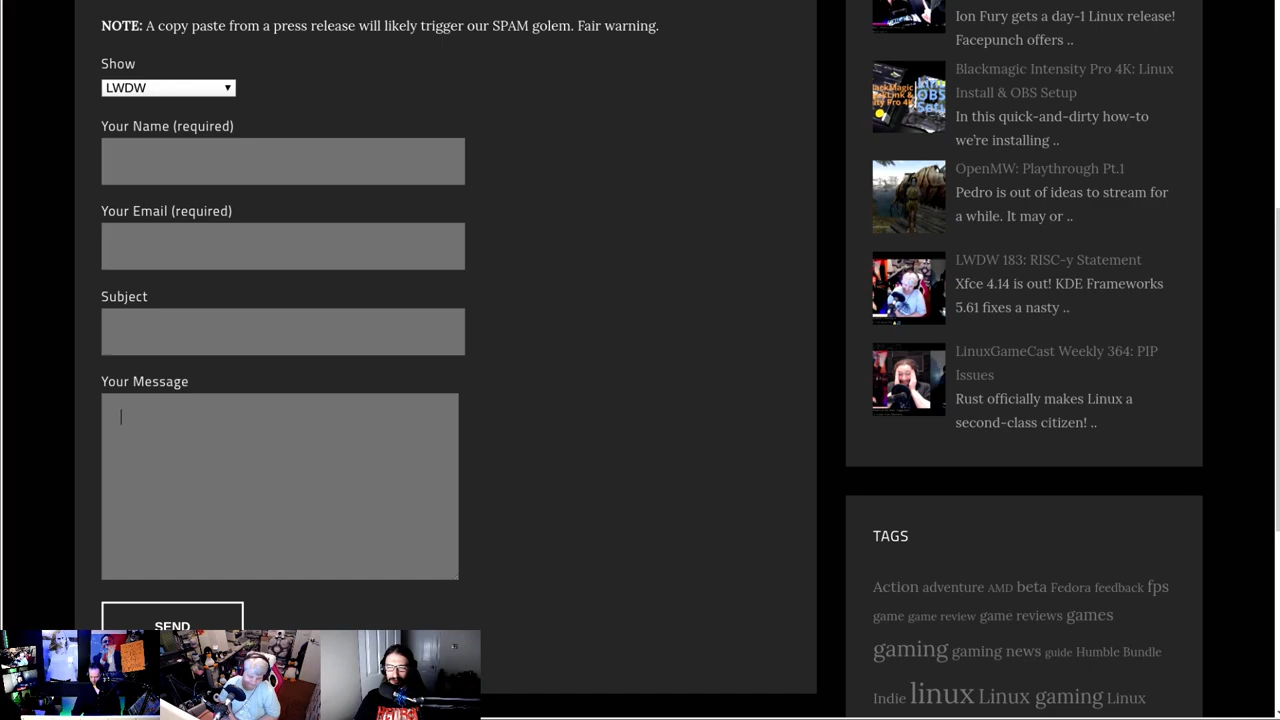 NOTE: A copy paste from a press release will likely trigger our SPAM golem. Fair warning.
Show
LWDW
Your Name (required)
Your Email (required)
Subject
Your Message
SEND
Ion Fury gets a day-1 Linux release!
Facepunch offers ..
Blackmagic Intensity Pro 4K: Linux
Install & OBS Setup
In this quick-and-dirty how-to
we’re installing ..
OpenMW: Playthrough Pt.1
Pedro is out of ideas to stream for
a while. It may or ..
LWDW 183: RISC-y Statement
Xfce 4.14 is out! KDE Frameworks
5.61 fixes a nasty ..
LinuxGameCast Weekly 364: PIP
Issues
Rust officially makes Linux a
second-class citizen! ..
TAGS
Action adventure AMD beta Fedora feedback fps
game game review game reviews games
gaming gaming news guide Humble Bundle
Indie linux Linux gaming Linux